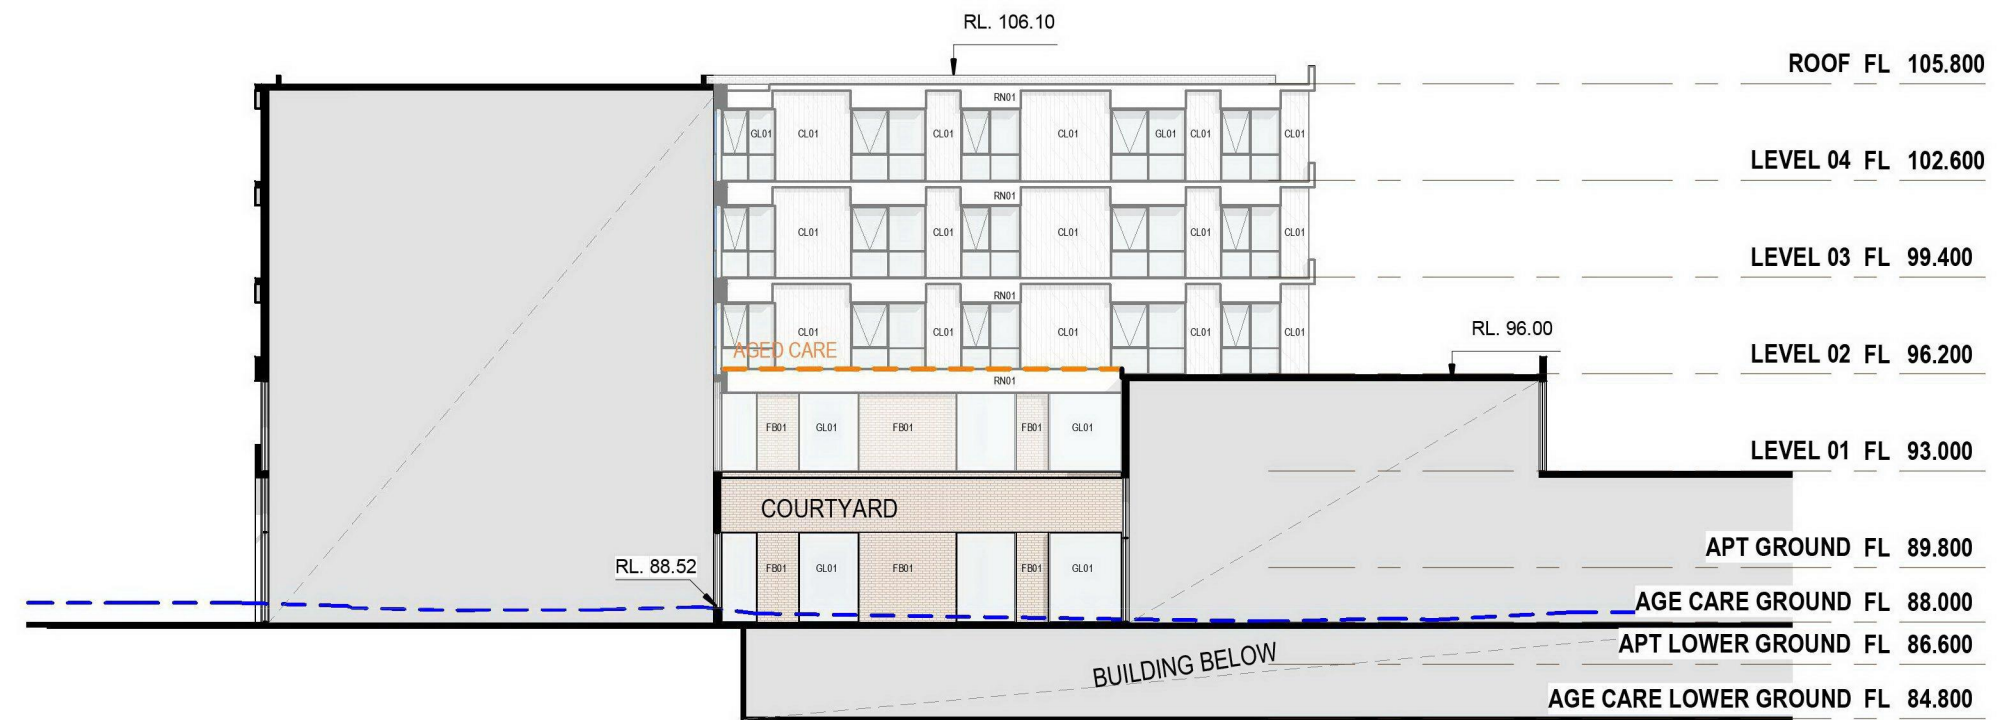 RL. 106.10
ROOF FL 105.800
RN01
GL01 CL01 CL01 CL01 GL01 CL01 CL01
LEVEL 04 FL 102.600
RN01
CL01 CL01 CL01 CL01 CL01
LEVEL 03 FL 99.400
RN01
RL. 96.00
CL01 CL01 CL01 CL01 CL01
AGED CARE
LEVEL 02 FL 96.200
RN01
FB01 GL01 FB01 FB01 GL01
LEVEL 01 FL 93.000
COURTYARD
APT GROUND FL 89.800
RL. 88.52
FB01 GL01 FB01 FB01 GL01
AGE CARE GROUND FL 88.000
APT LOWER GROUND FL 86.600
BUILDING BELOW
AGE CARE LOWER GROUND FL 84.800